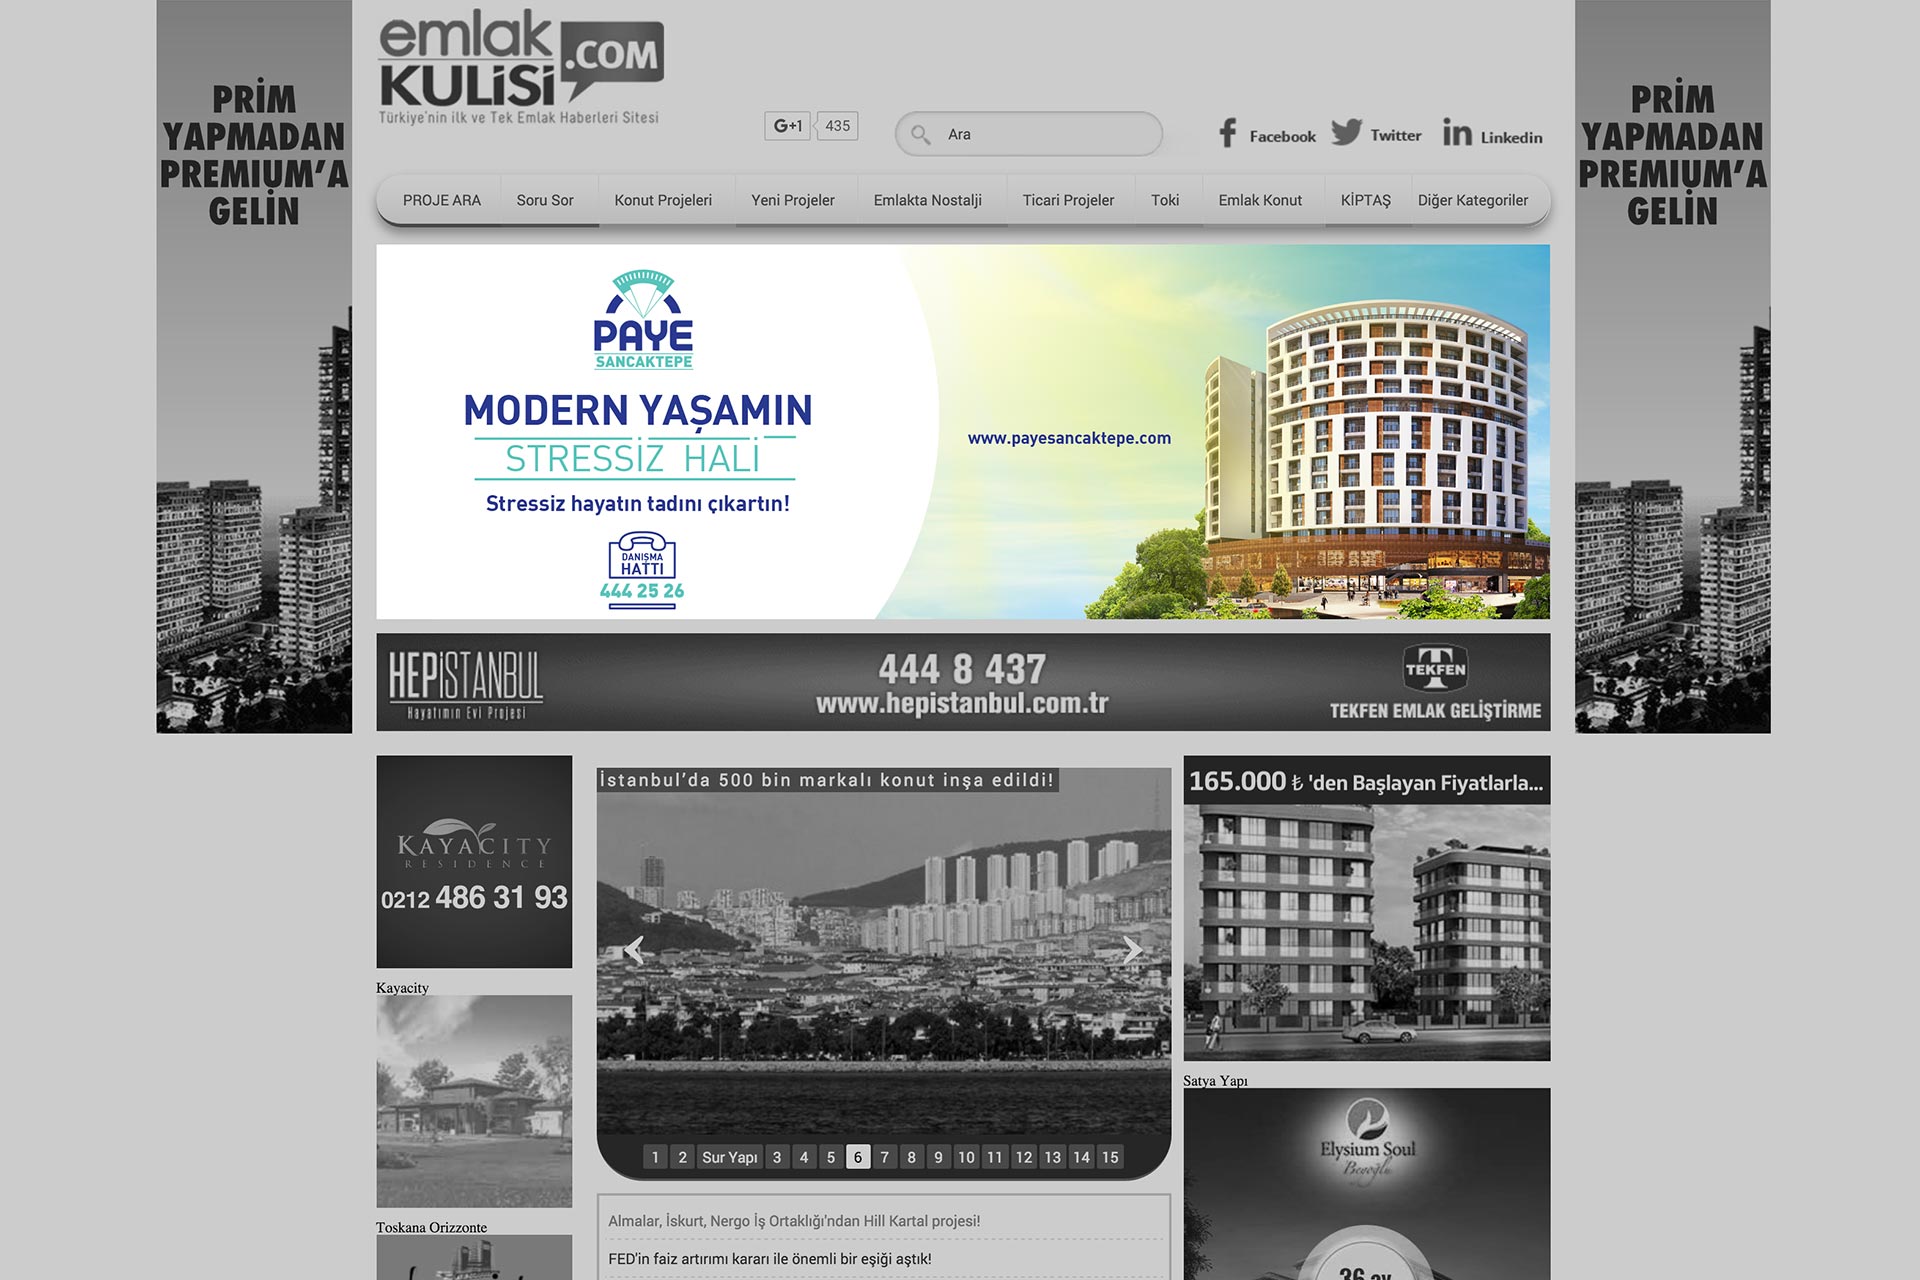 PRİM
YAPMADAN
PREMIUM'A
GELİN
emlak
KULİSİ
.COM
Türkiye'nin ilk ve Tek Emlak Haberleri Sitesi
G+1
435
Ara
Facebook
Twitter
Linkedin
PRİM
YAPMADAN
PREMIUM'A
GELİN
PROJE ARA
Soru Sor
Konut Projeleri
Yeni Projeler
Emlakta Nostalji
Ticari Projeler
Toki
Emlak Konut
KİPTAŞ
Diğer Kategoriler
PAYE
SANCAKTEPE
MODERN YAŞAMIN
STRESSİZ HALİ
Stressiz hayatın tadını çıkartın!
DANIŞMA
HATTI
444 25 26
www.payesancaktepe.com
HEPİSTANBUL
Hayatımın Evi Projesi
444 8 437
www.hepistanbul.com.tr
TEKFEN
TEKFEN EMLAK GELİŞTİRME
KAYACITY
RESIDENCE
0212 486 31 93
Kayacity
Toskana Orizzonte
İstanbul'da 500 bin markalı konut inşa edildi!
1 2 Sur Yapı 3 4 5 6 7 8 9 10 11 12 13 14 15
Almalar, İskurt, Nergo İş Ortaklığı'ndan Hill Kartal projesi!
FED'in faiz artırımı kararı ile önemli bir eşiği aştık!
165.000 ₺ 'den Başlayan Fiyatlarla...
Satya Yapı
Elysium Soul
Beyoğlu
36 ay